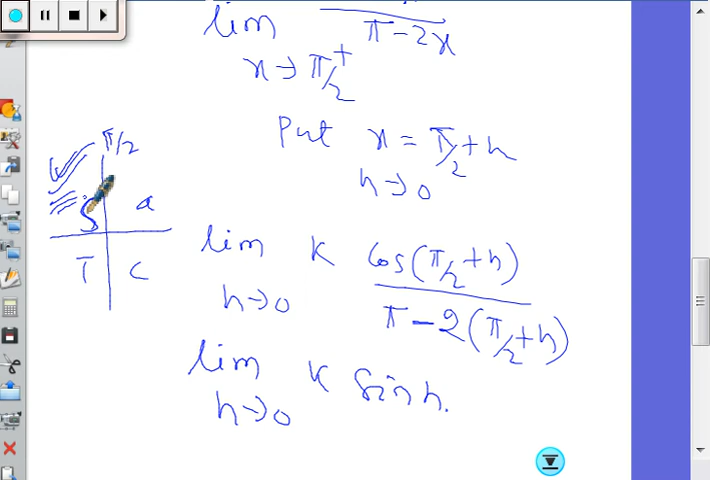 lim π-2x
x→π/2+
Put x = π/2+h
h→0
π/2
S a
T C
lim K cos(π/2+h)
h→0 π-2(π/2+h)
lim K Sin h.
h→0